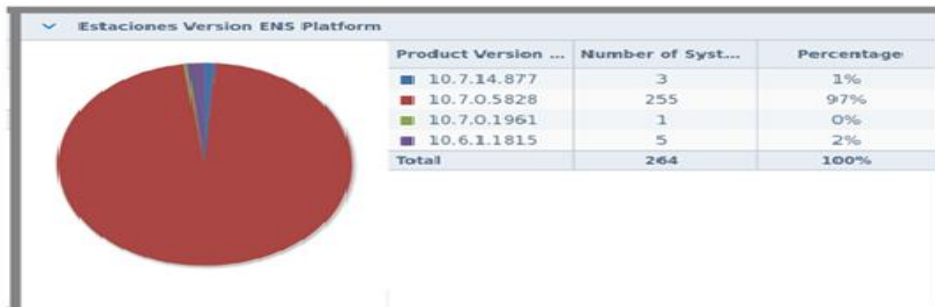 Estaciones Version ENS Platform
Product Version ... Number of Syst... Percentage
10.7.14.877 3 1%
10.7.0.5828 255 97%
10.7.0.1961 1 0%
10.6.1.1815 5 2%
Total 264 100%